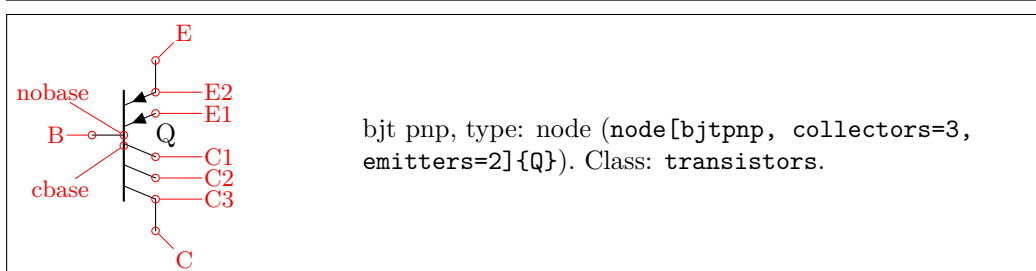 E
nobase
E2
E1
B
Q
C1
C2
cbase
C3
C
bjt pnp, type: node (node[bjtpnp, collectors=3,
emitters=2]{Q}). Class: transistors.